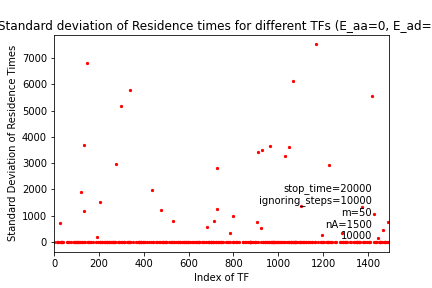 Standard deviation of Residence times for different TFs (E_aa=0, E_ad=
Standard Deviation of Residence Times
7000
6000
5000
4000
3000
2000
1000
0
stop_time=20000
ignoring_steps=10000
m=50
nA=1500
10000
0
200
400
600
800
1000
1200
1400
Index of TF